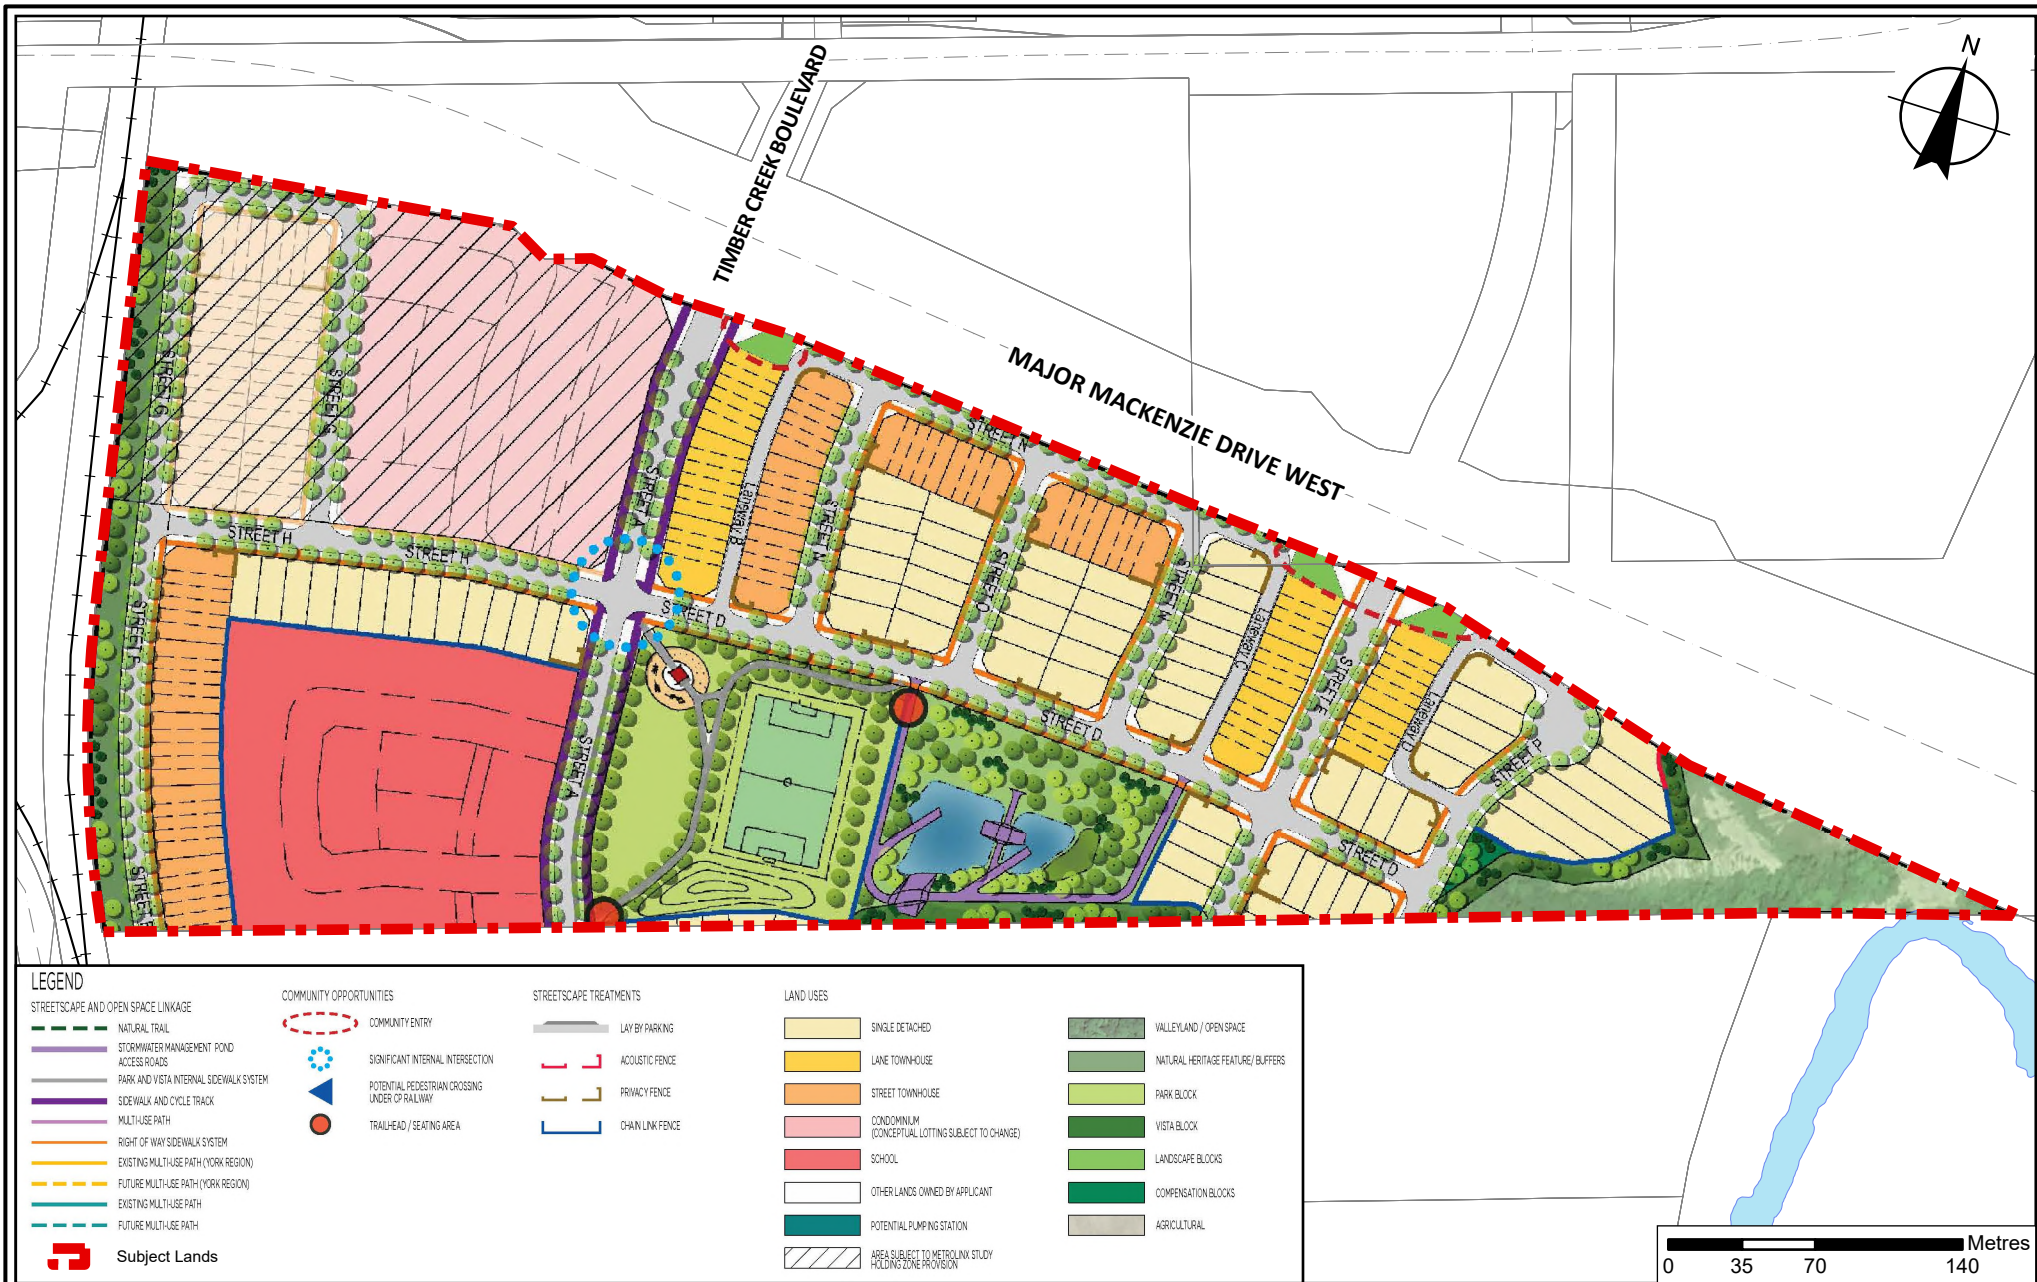 N
TIMBER CREEK BOULEVARD
MAJOR MACKENZIE DRIVE WEST
STREET G
STREET G
STREET A
Laneway B
STREET N
STREET N
STREET O
STREET H
STREET H
STREET D
STREET F
Laneway C
STREET E
Laneway D
STREET P
STREET D
STREET D
STREET A
STREET F
LEGEND
STREETSCAPE AND OPEN SPACE LINKAGE
NATURAL TRAIL
STORMWATER MANAGEMENT POND
ACCESS ROADS
PARK AND VISTA INTERNAL SIDEWALK SYSTEM
SIDEWALK AND CYCLE TRACK
MULTI-USE PATH
RIGHT OF WAY SIDEWALK SYSTEM
EXISTING MULTI-USE PATH (YORK REGION)
FUTURE MULTI-USE PATH (YORK REGION)
EXISTING MULTI-USE PATH
FUTURE MULTI-USE PATH
Subject Lands
COMMUNITY OPPORTUNITIES
COMMUNITY ENTRY
SIGNIFICANT INTERNAL INTERSECTION
POTENTIAL PEDESTRIAN CROSSING
UNDER CP RAILWAY
TRAILHEAD / SEATING AREA
STREETSCAPE TREATMENTS
LAY BY PARKING
ACOUSTIC FENCE
PRIVACY FENCE
CHAIN LINK FENCE
LAND USES
SINGLE DETACHED
LANE TOWNHOUSE
STREET TOWNHOUSE
CONDOMINIUM
(CONCEPTUAL LOTTING SUBJECT TO CHANGE)
SCHOOL
OTHER LANDS OWNED BY APPLICANT
POTENTIAL PUMPING STATION
AREA SUBJECT TO METROLINX STUDY
HOLDING ZONE PROVISION
VALLEYLAND / OPEN SPACE
NATURAL HERITAGE FEATURE/ BUFFERS
PARK BLOCK
VISTA BLOCK
LANDSCAPE BLOCKS
COMPENSATION BLOCKS
AGRICULTURAL
Metres
0 35 70 140